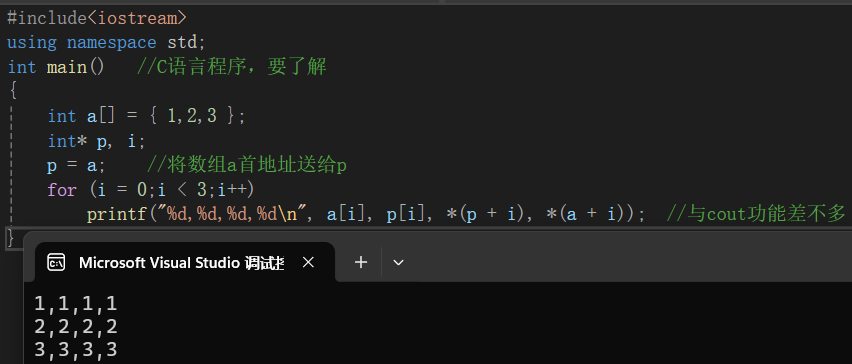 #include<iostream>
using namespace std;
int main()   //C语言程序，要了解
{
    int a[] = { 1,2,3 };
    int* p, i;
    p = a;    //将数组a首地址送给p
    for (i = 0;i < 3;i++)
        printf("%d,%d,%d,%d\n", a[i], p[i], *(p + i), *(a + i));  //与cout功能差不多
}
Microsoft Visual Studio 调试
1,1,1,1
2,2,2,2
3,3,3,3